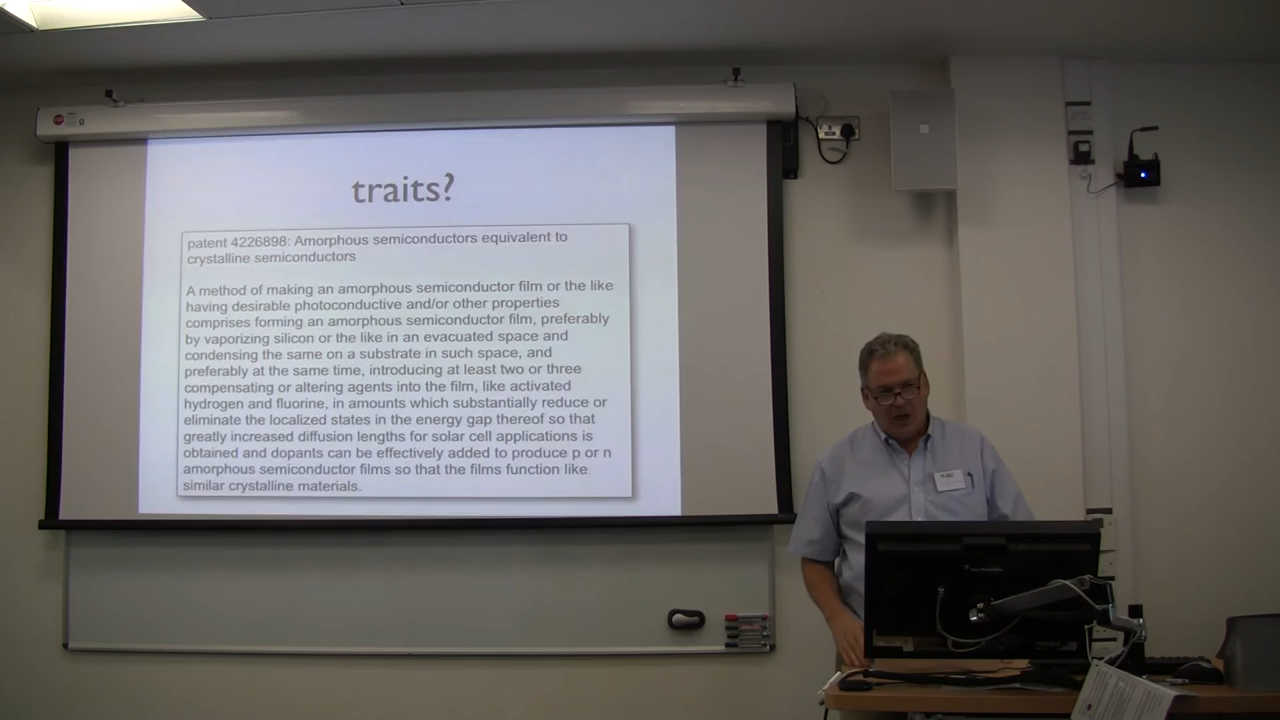 traits?
patent 4226898: Amorphous semiconductors equivalent to
crystalline semiconductors
A method of making an amorphous semiconductor film or the like
having desirable photoconductive and/or other properties
comprises forming an amorphous semiconductor film, preferably
by vaporizing silicon or the like in an evacuated space and
condensing the same on a substrate in such space, and
preferably at the same time, introducing at least two or three
compensating or altering agents into the film, like activated
hydrogen and fluorine, in amounts which substantially reduce or
eliminate the localized states in the energy gap thereof so that
greatly increased diffusion lengths for solar cell applications is
obtained and dopants can be effectively added to produce p or n
amorphous semiconductor films so that the films function like
similar crystalline materials.